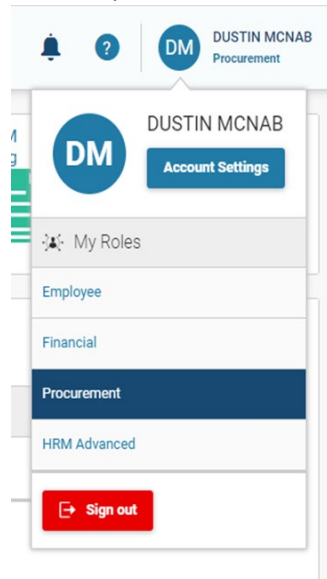 DM
DUSTIN MCNAB
Procurement
M
g
DM
DUSTIN MCNAB
Account Settings
My Roles
Employee
Financial
Procurement
HRM Advanced
Sign out